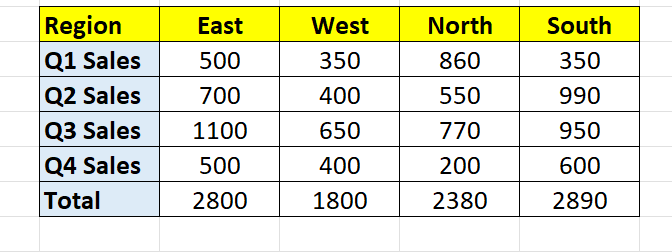 Region East West North South
Q1 Sales 500 350 860 350
Q2 Sales 700 400 550 990
Q3 Sales 1100 650 770 950
Q4 Sales 500 400 200 600
Total 2800 1800 2380 2890